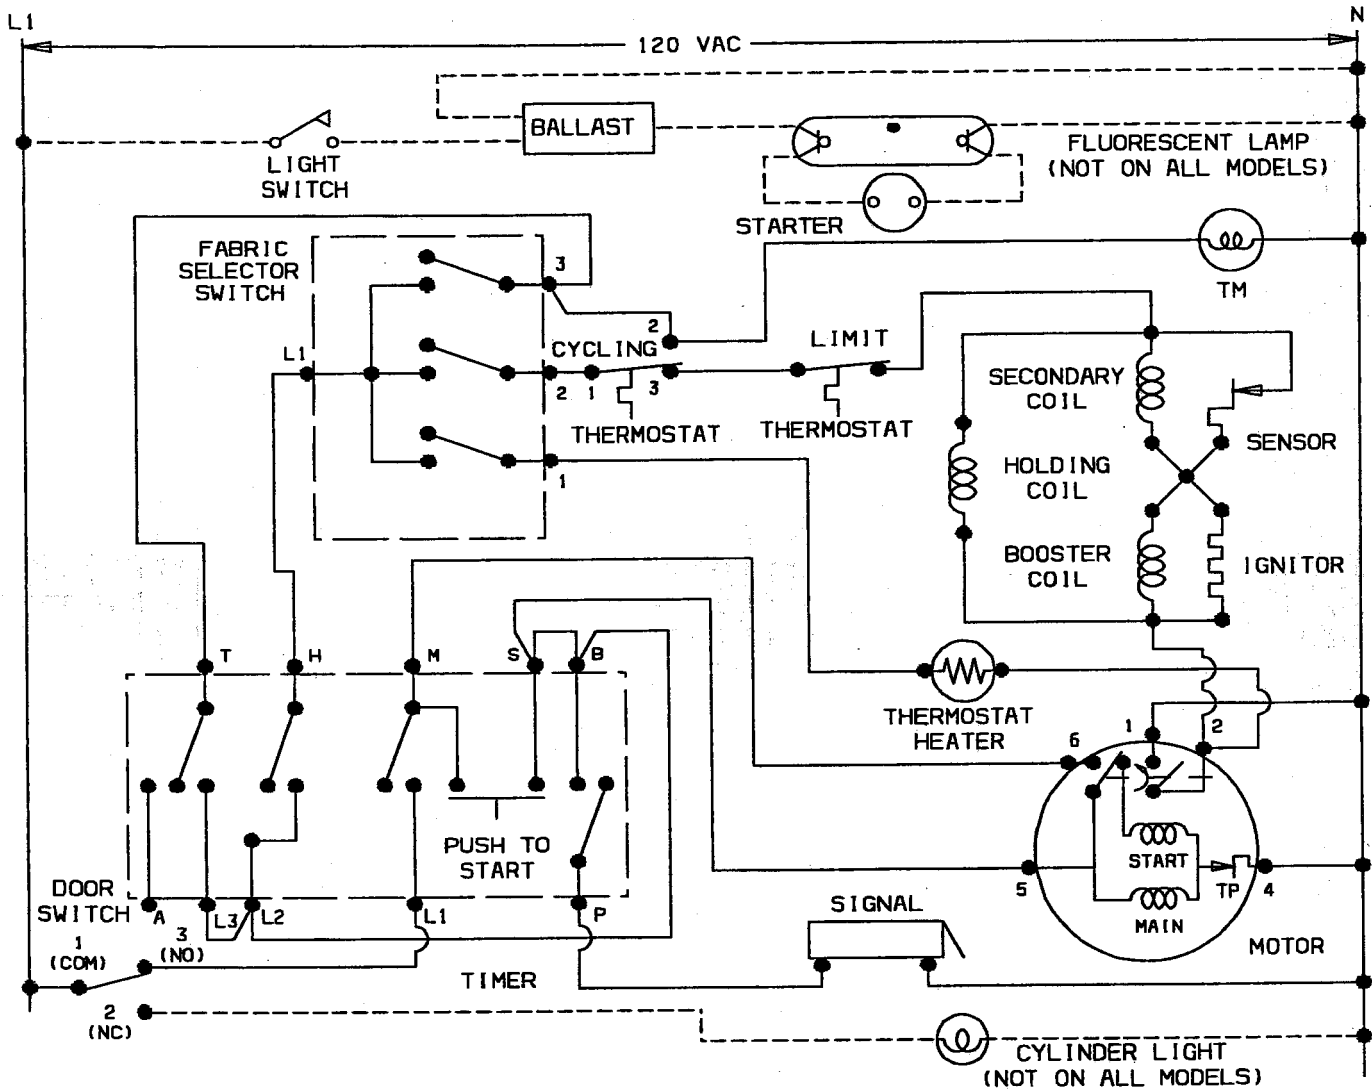 L1
N
120 VAC
BALLAST
LIGHT
SWITCH
FLUORESCENT LAMP
(NOT ON ALL MODELS)
STARTER
FABRIC
SELECTOR
SWITCH
3
TM
2
L1
CYCLING
LIMIT
2
1
3
THERMOSTAT
THERMOSTAT
SECONDARY
COIL
SENSOR
HOLDING
COIL
1
BOOSTER
COIL
IGNITOR
T
H
M
S
B
THERMOSTAT
HEATER
6
1
2
PUSH TO
START
START
5
TP
4
MAIN
MOTOR
DOOR
SWITCH
A
L3
L2
L1
P
SIGNAL
1
(COM)
3
(NO)
TIMER
2
(NC)
CYLINDER LIGHT
(NOT ON ALL MODELS)